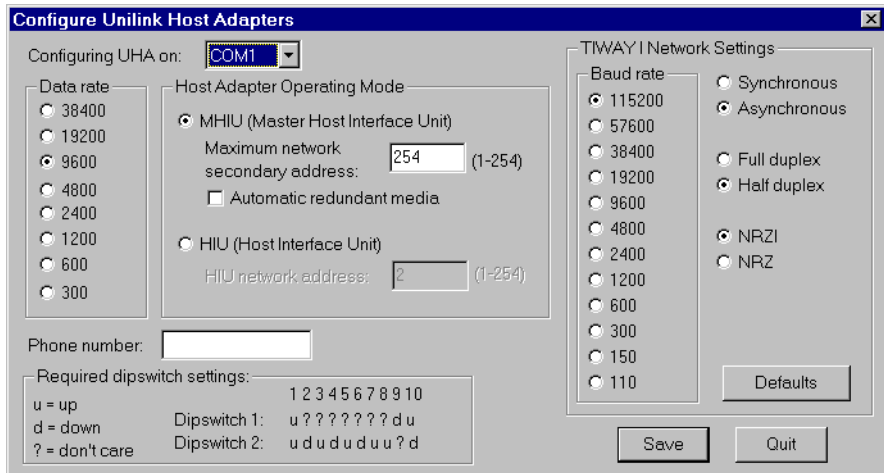 Configure Unilink Host Adapters
Configuring UHA on: COM1
Data rate
38400
19200
9600
4800
2400
1200
600
300
Host Adapter Operating Mode
MHIU (Master Host Interface Unit)
Maximum network
secondary address: 254 (1-254)
Automatic redundant media
HIU (Host Interface Unit)
HIU network address: 2 (1-254)
Phone number:
Required dipswitch settings:
u = up
d = down
? = don't care
1 2 3 4 5 6 7 8 9 10
Dipswitch 1: u ? ? ? ? ? ? ? d u
Dipswitch 2: u d u d u d u u ? d
TIWAY I Network Settings
Baud rate
115200
57600
38400
19200
9600
4800
2400
1200
600
300
150
110
Synchronous
Asynchronous
Full duplex
Half duplex
NRZI
NRZ
Defaults
Save
Quit